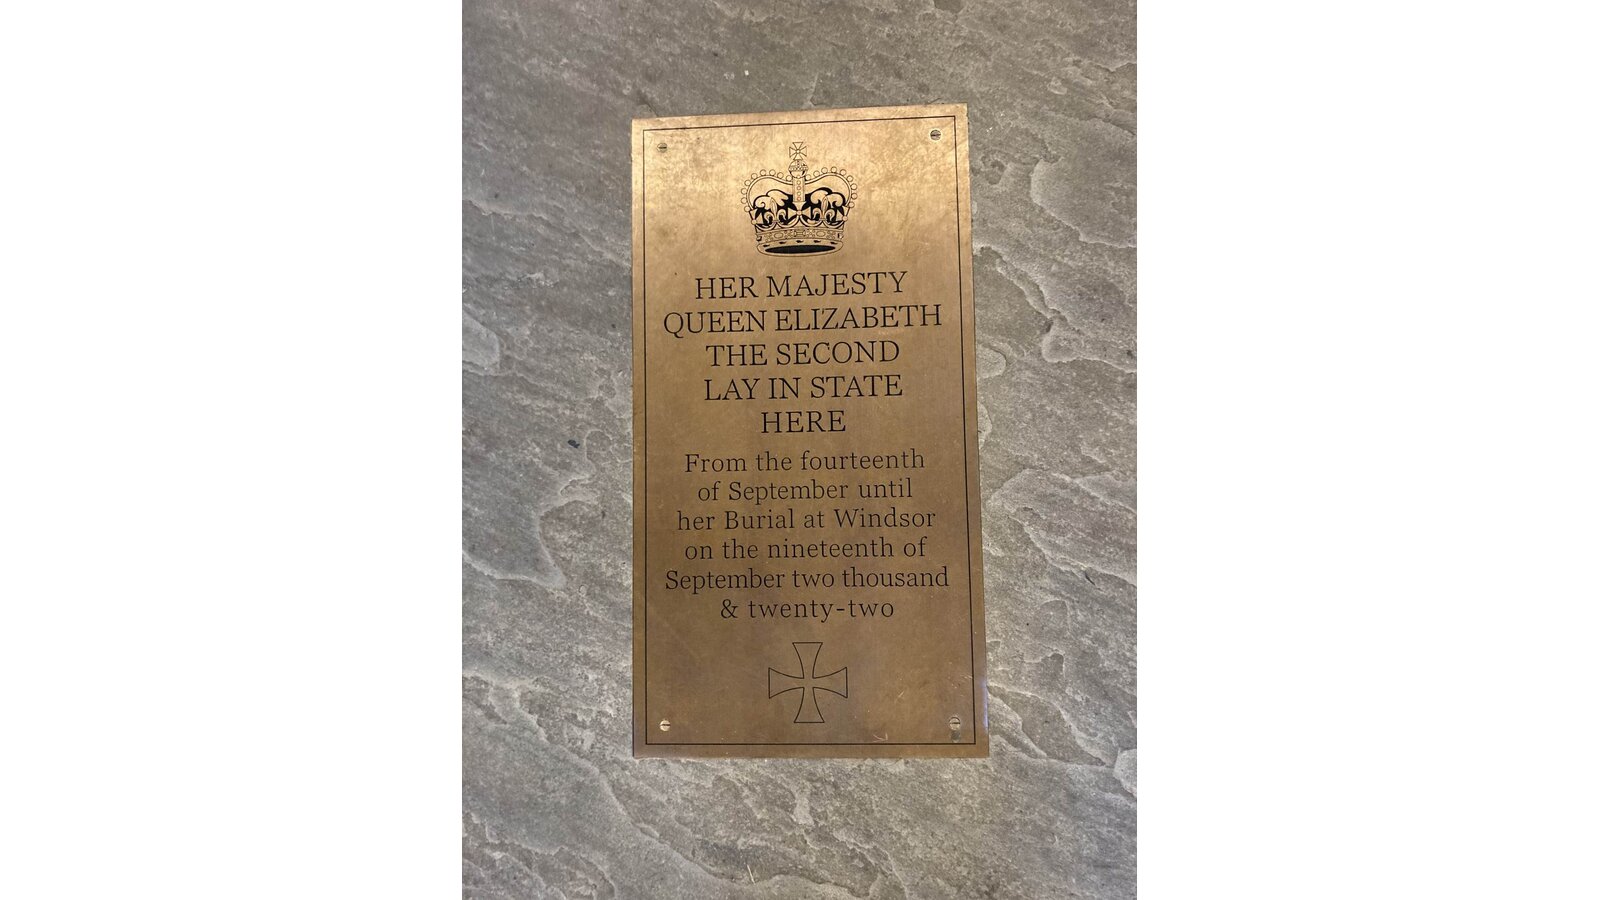 HER MAJESTY
QUEEN ELIZABETH
THE SECOND
LAY IN STATE
HERE
From the fourteenth
of September until
her Burial at Windsor
on the nineteenth of
September two thousand
& twenty-two